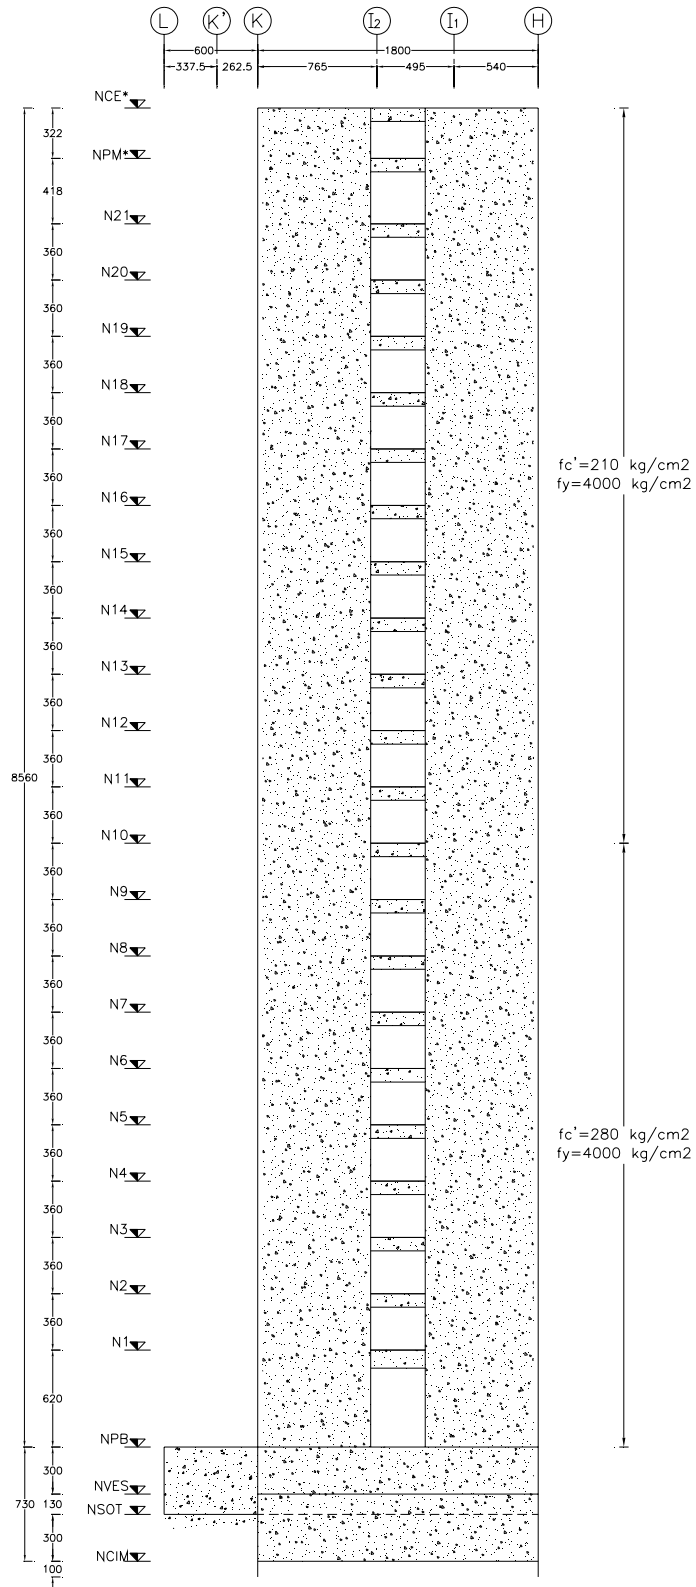 L K' K I2 I1 H
600 1800
337.5 262.5 765 495 540
NCE*
322
NPM*
418
N21
360
N20
360
N19
360
N18
360
N17
360
fc'=210 kg/cm2
fy=4000 kg/cm2
N16
360
N15
360
N14
360
N13
360
N12
360
8560
N11
360
N10
360
N9
360
N8
360
N7
360
N6
360
N5
fc'=280 kg/cm2
fy=4000 kg/cm2
360
N4
360
N3
360
N2
360
N1
620
NPB
300
NVES
730 130
NSOT
300
NCIM
100